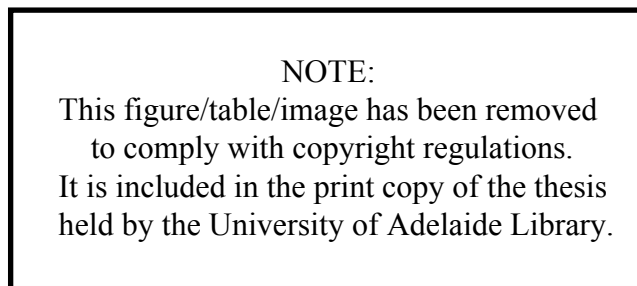 NOTE:
This figure/table/image has been removed
to comply with copyright regulations.
It is included in the print copy of the thesis
held by the University of Adelaide Library.